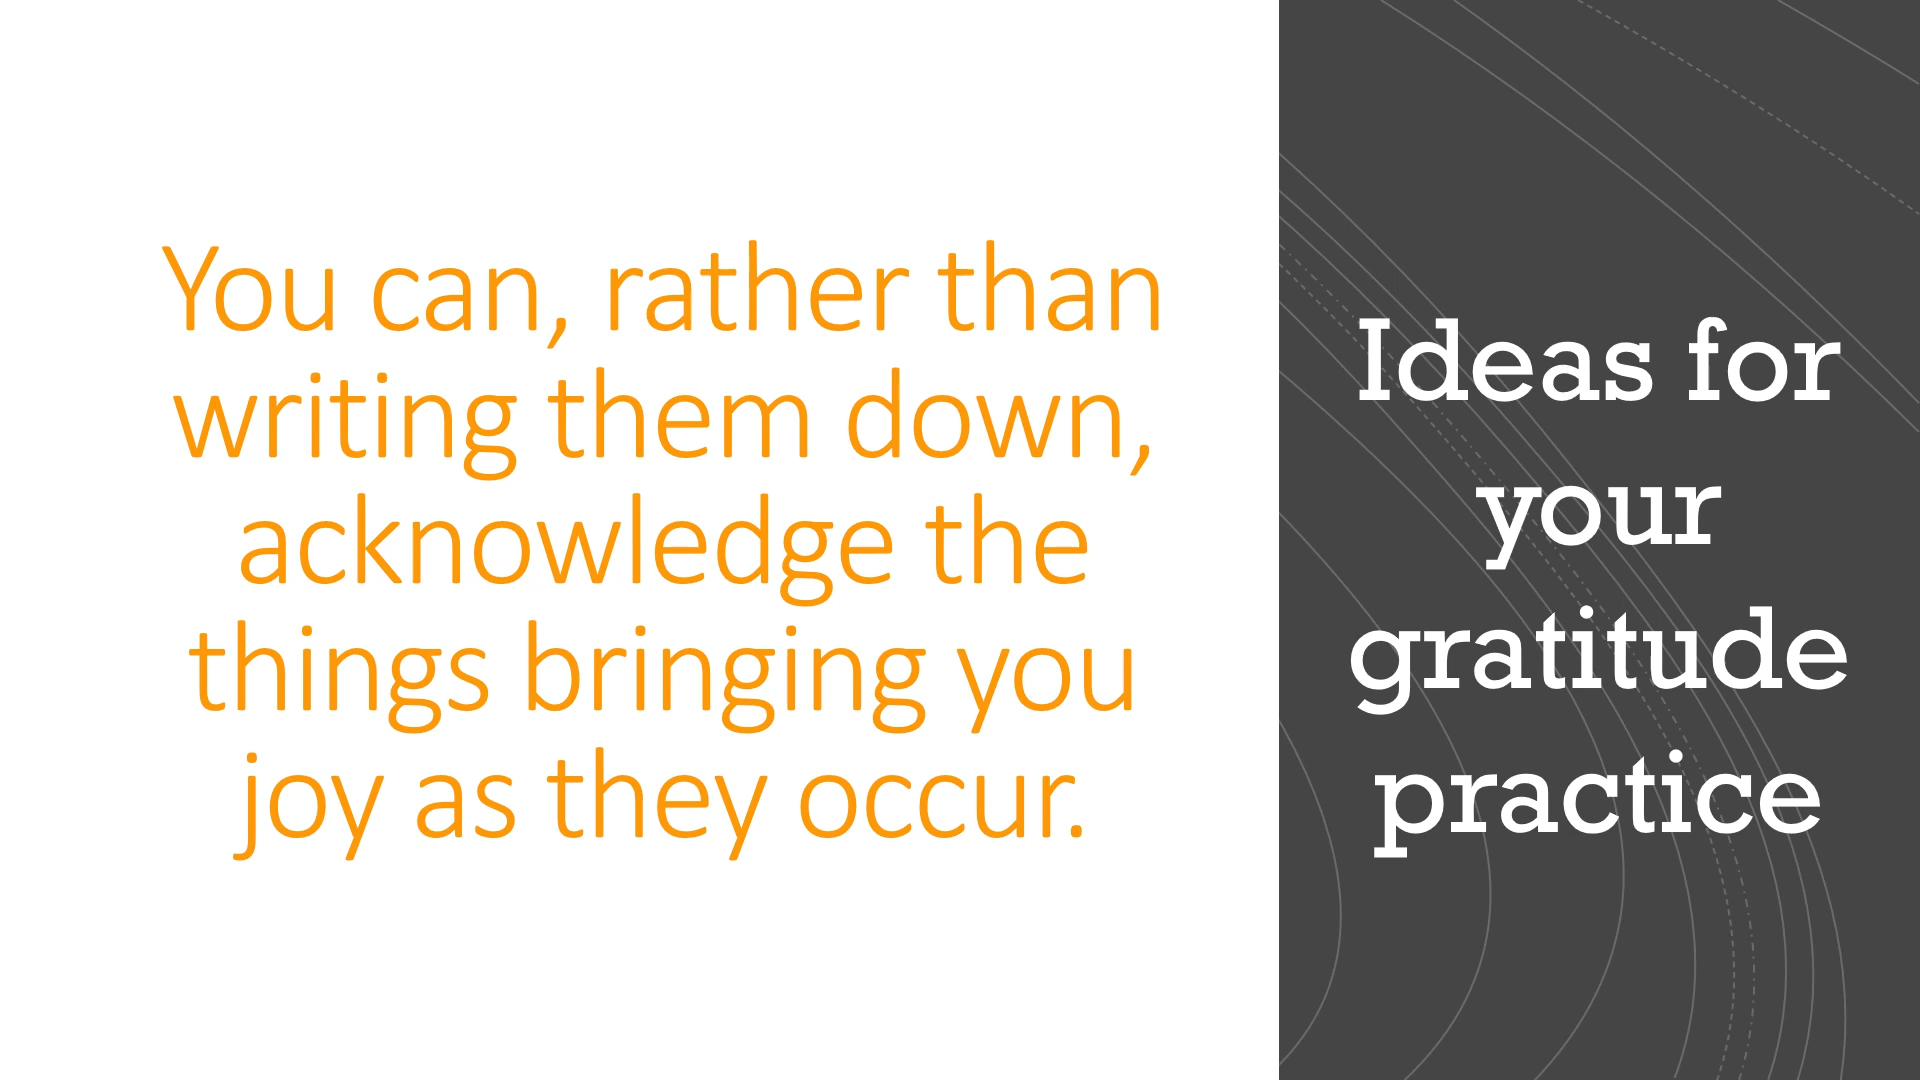 You can, rather than
writing them down,
acknowledge the
things bringing you
joy as they occur.
Ideas for
your
gratitude
practice